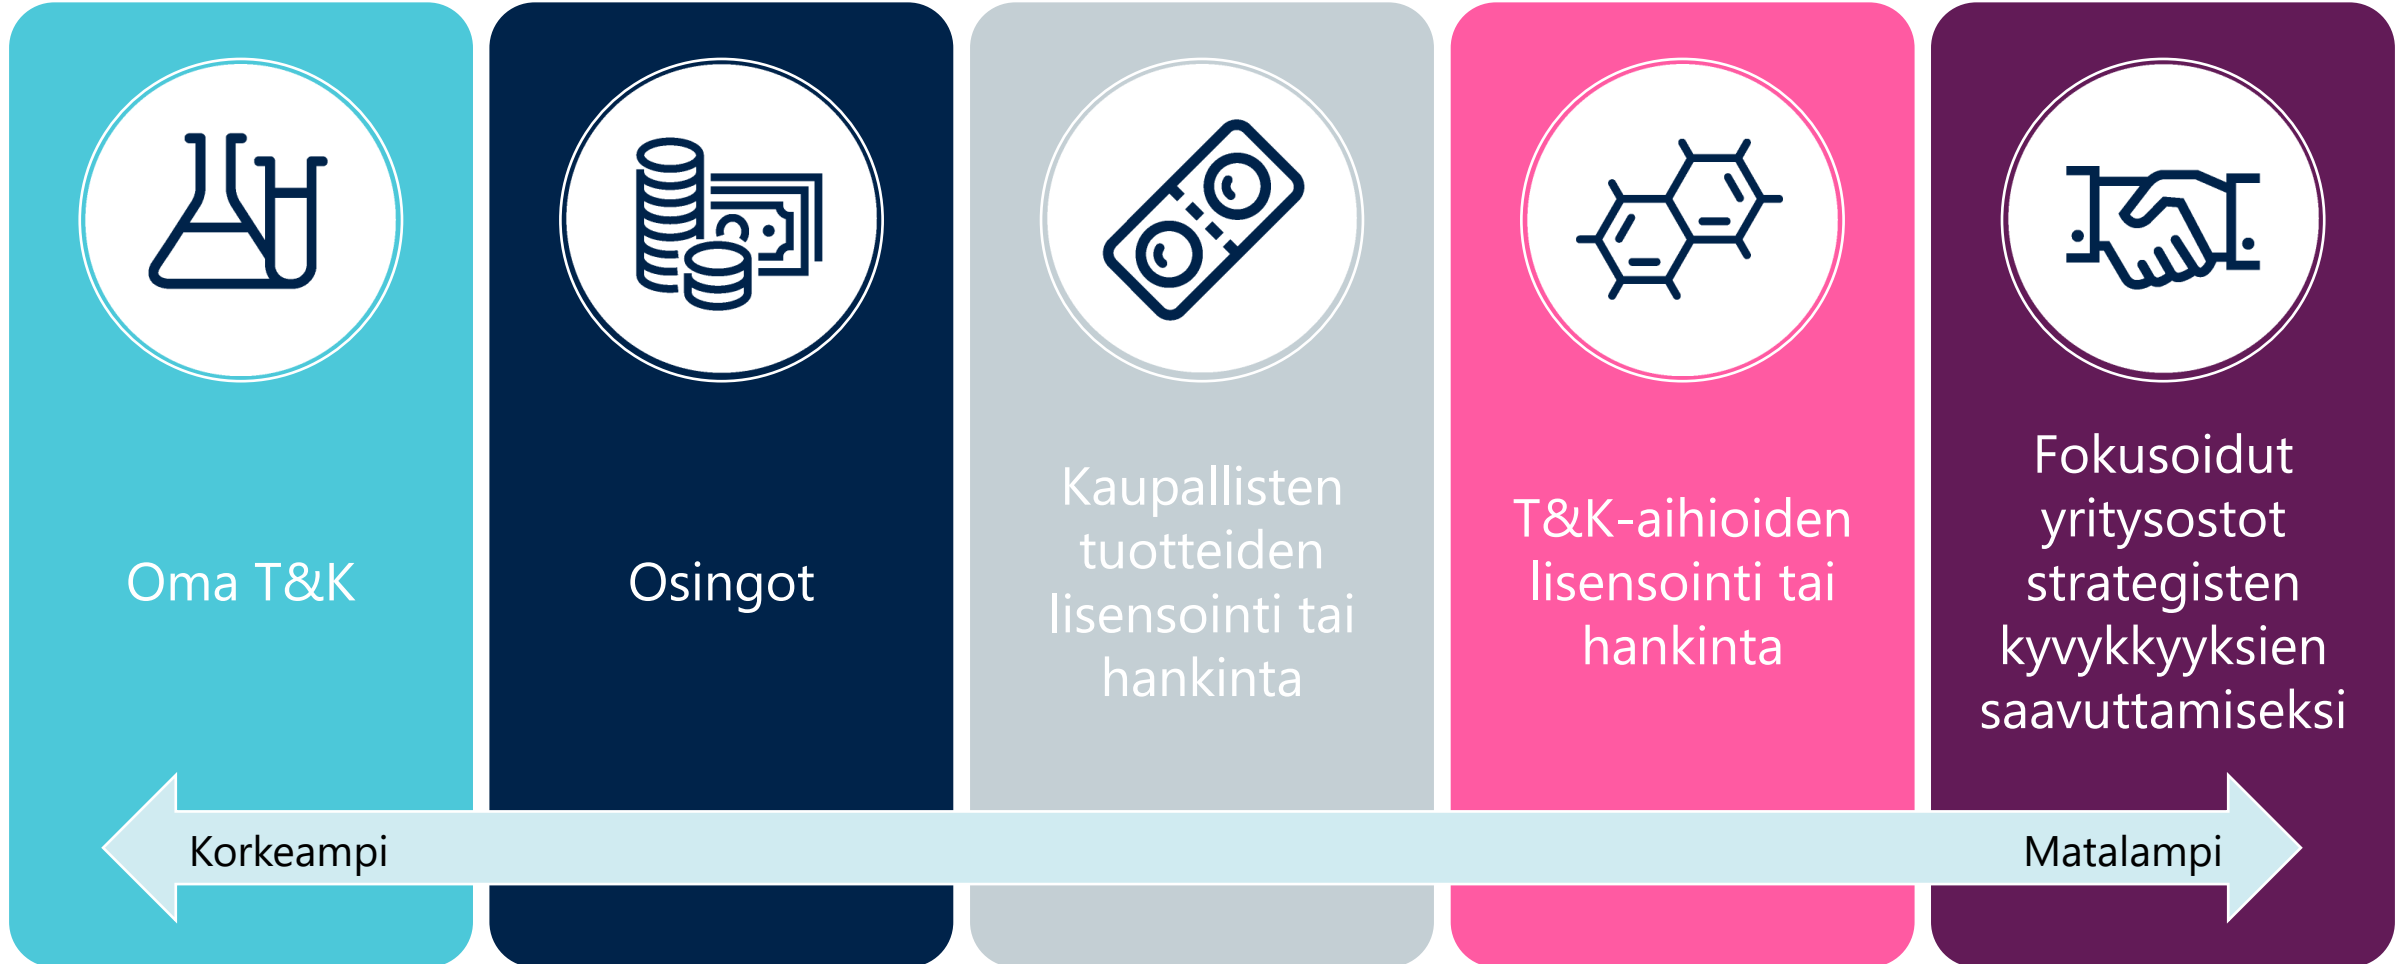 Oma T&K
Osingot
Kaupallisten
tuotteiden
lisensointi tai
hankinta
T&K-aihioiden
lisensointi tai
hankinta
Fokusoidut
yritysostot
strategisten
kyvykkyyksien
saavuttamiseksi
Korkeampi
Matalampi